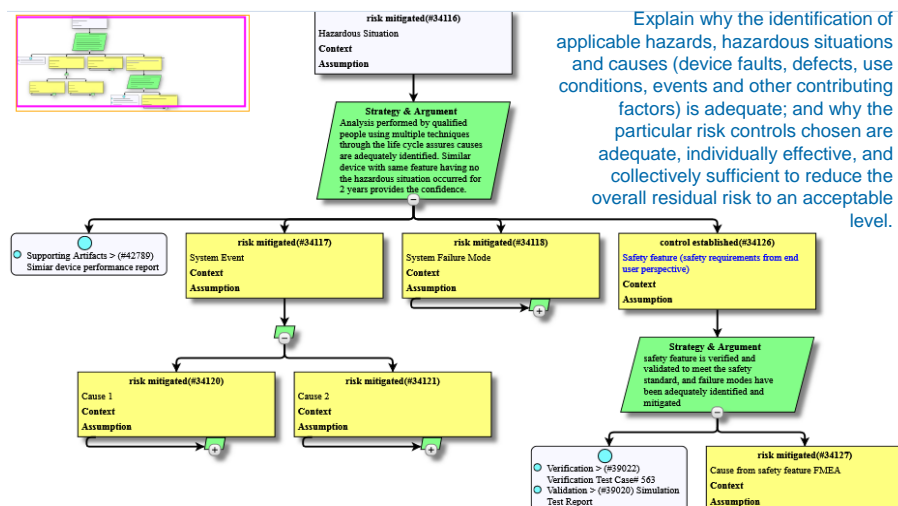 risk mitigated(#34116)
Hazardous Situation
Context
Assumption
Explain why the identification of
applicable hazards, hazardous situations
and causes (device faults, defects, use
conditions, events and other contributing
factors) is adequate; and why the
particular risk controls chosen are
adequate, individually effective, and
collectively sufficient to reduce the
overall residual risk to an acceptable
level.
Strategy & Argument
Analysis performed by qualified
people using multiple techniques
through the life cycle assures causes
are adequately identified. Similar
device with same feature having no
the hazardous situation occurred for
2 years provides the confidence.
Supporting Artifacts > (#42789)
Simiar device performance report
risk mitigated(#34117)
System Event
Context
Assumption
risk mitigated(#34118)
System Failure Mode
Context
Assumption
control established(#34126)
Safety feature (safety requirements from end
user perspective)
Context
Assumption
Strategy & Argument
safety feature is verified and
validated to meet the safety
standard, and failure modes have
been adequately identified and
mitigated
risk mitigated(#34120)
Cause 1
Context
Assumption
risk mitigated(#34121)
Cause 2
Context
Assumption
Verification > (#39022)
Verification Test Case# 563
Validation > (#39020) Simulation
Test Report
risk mitigated(#34127)
Cause from safety feature FMEA
Context
Assumption